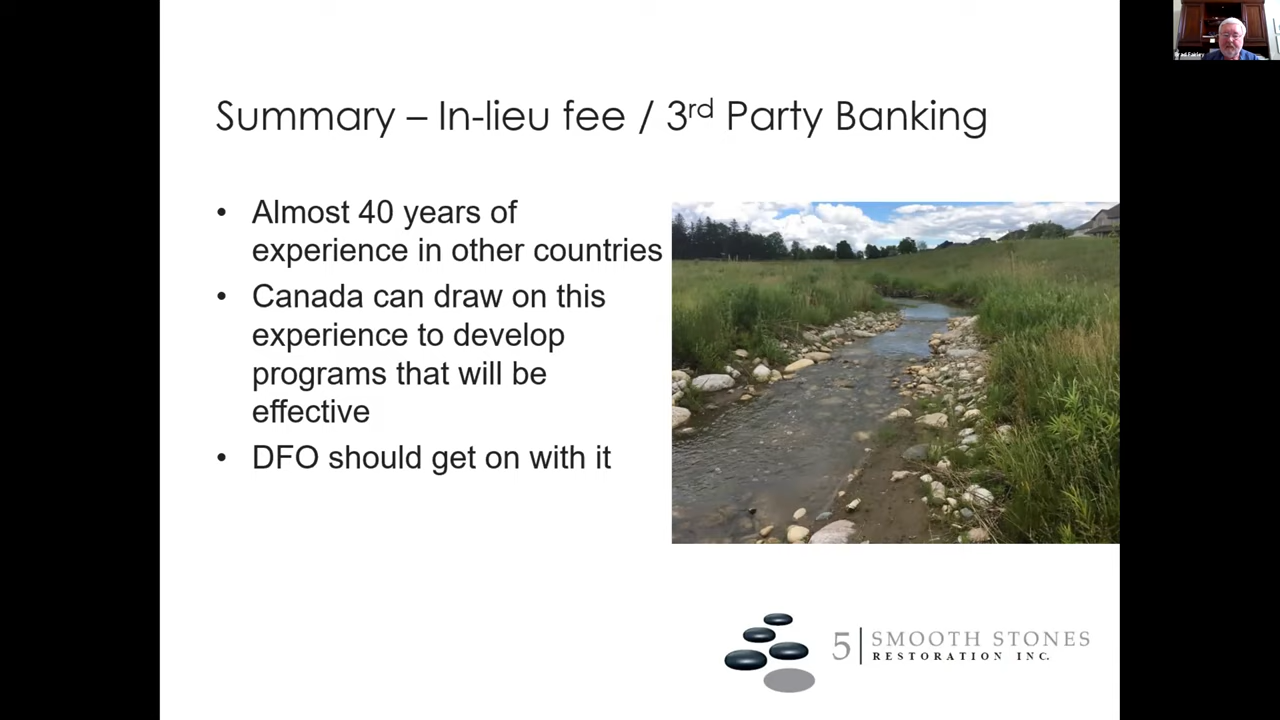 Summary – In-lieu fee / 3rd Party Banking
• Almost 40 years of
experience in other countries
• Canada can draw on this
experience to develop
programs that will be
effective
• DFO should get on with it
5 SMOOTH STONES
RESTORATION INC.